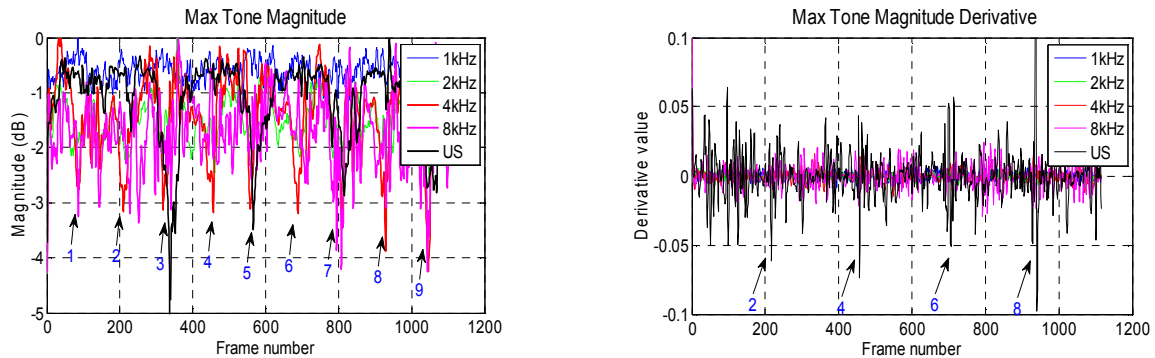 Max Tone Magnitude
0
-1
-2
-3
-4
-5
Magnitude (dB)
1kHz
2kHz
4kHz
8kHz
US
1
2
3
4
5
6
7
8
9
0 200 400 600 800 1000 1200
Frame number
Max Tone Magnitude Derivative
0.1
0.05
0
-0.05
-0.1
Derivative value
1kHz
2kHz
4kHz
8kHz
US
2
4
6
8
0 200 400 600 800 1000 1200
Frame number